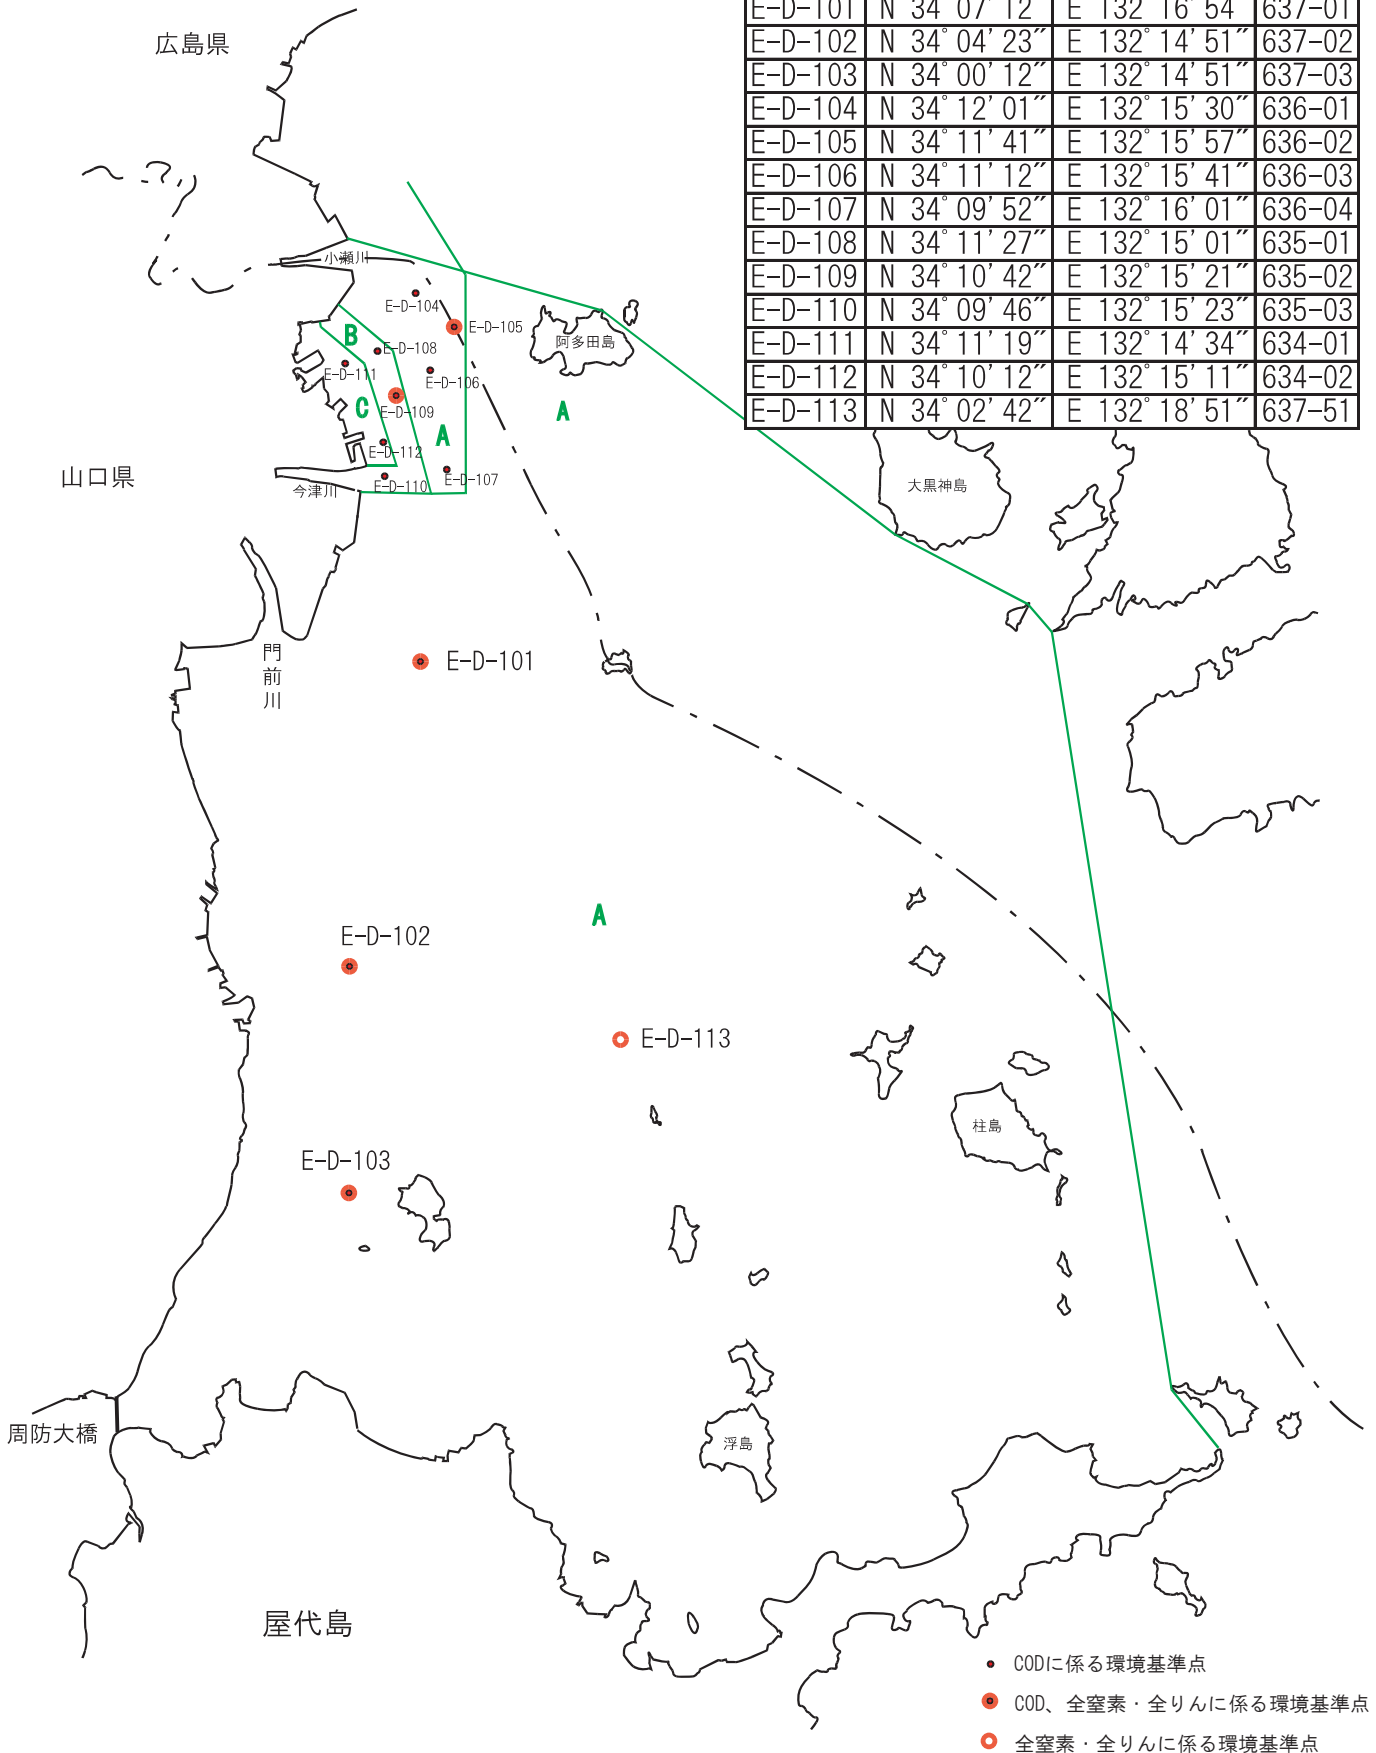 E-D-101 N 34°07′12″ E 132°16′54″ 637-01
E-D-102 N 34°04′23″ E 132°14′51″ 637-02
E-D-103 N 34°00′12″ E 132°14′51″ 637-03
E-D-104 N 34°12′01″ E 132°15′30″ 636-01
E-D-105 N 34°11′41″ E 132°15′57″ 636-02
E-D-106 N 34°11′12″ E 132°15′41″ 636-03
E-D-107 N 34°09′52″ E 132°16′01″ 636-04
E-D-108 N 34°11′27″ E 132°15′01″ 635-01
E-D-109 N 34°10′42″ E 132°15′21″ 635-02
E-D-110 N 34°09′46″ E 132°15′23″ 635-03
E-D-111 N 34°11′19″ E 132°14′34″ 634-01
E-D-112 N 34°10′12″ E 132°15′11″ 634-02
E-D-113 N 34°02′42″ E 132°18′51″ 637-51
広島県
小瀬川
E-D-104
E-D-105
B
阿多田島
E-D-108
E-D-111
E-D-106
C
E-D-109
A
A
E-D-112
山口県
E-D-107
今津川
E-D-110
大黒神島
門前川
E-D-101
A
E-D-102
E-D-113
柱島
E-D-103
周防大橋
浮島
屋代島
CODに係る環境基準点
COD、全窒素・全りんに係る環境基準点
全窒素・全りんに係る環境基準点